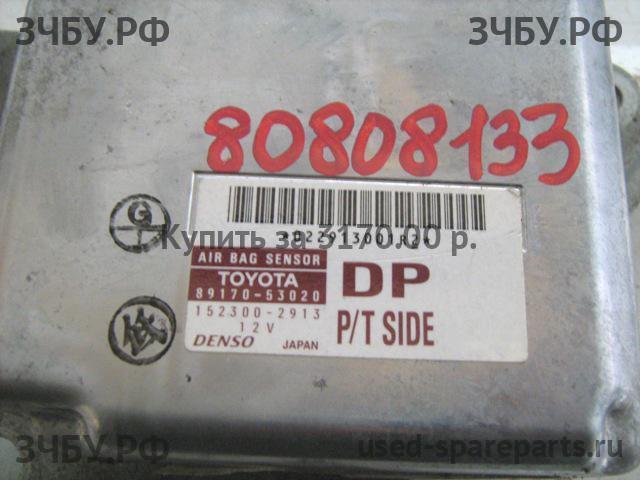 ЗЧБУ.РФ ЗЧБУ.РФ
80808133
Купить за 3170.00 р.
AIR BAG SENSOR
TOYOTA
89170-53020
152300-2913
12V
DENSO JAPAN
DP
P/T SIDE
G
ЗЧБУ.РФ used-spareparts.ru